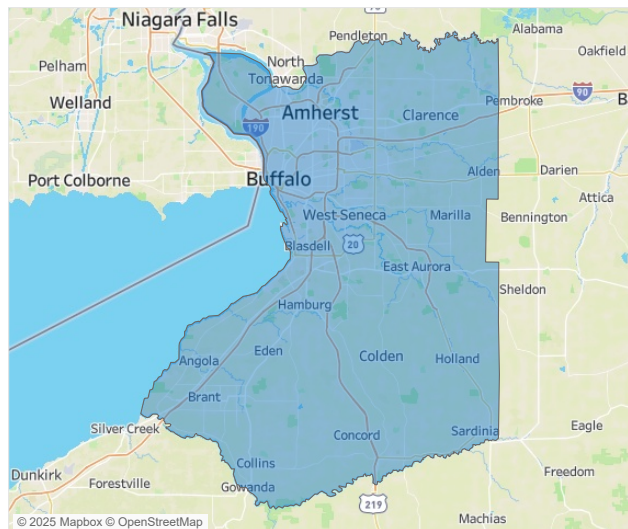 90
Niagara Falls
Pendleton
Alabama
Oakfield
Pelham
North
Tonawanda
90
Welland
Pembroke
B
Amherst
Clarence
190
Port Colborne
Buffalo
Alden
Darien
Attica
West Seneca
Marilla
Bennington
Blasdell
20
East Aurora
Sheldon
Hamburg
Angola
Eden
Colden
Holland
Brant
Silver Creek
Concord
Sardinia
Eagle
Dunkirk
Forestville
Collins
Gowanda
Freedom
219
Machias
© 2025 Mapbox © OpenStreetMap